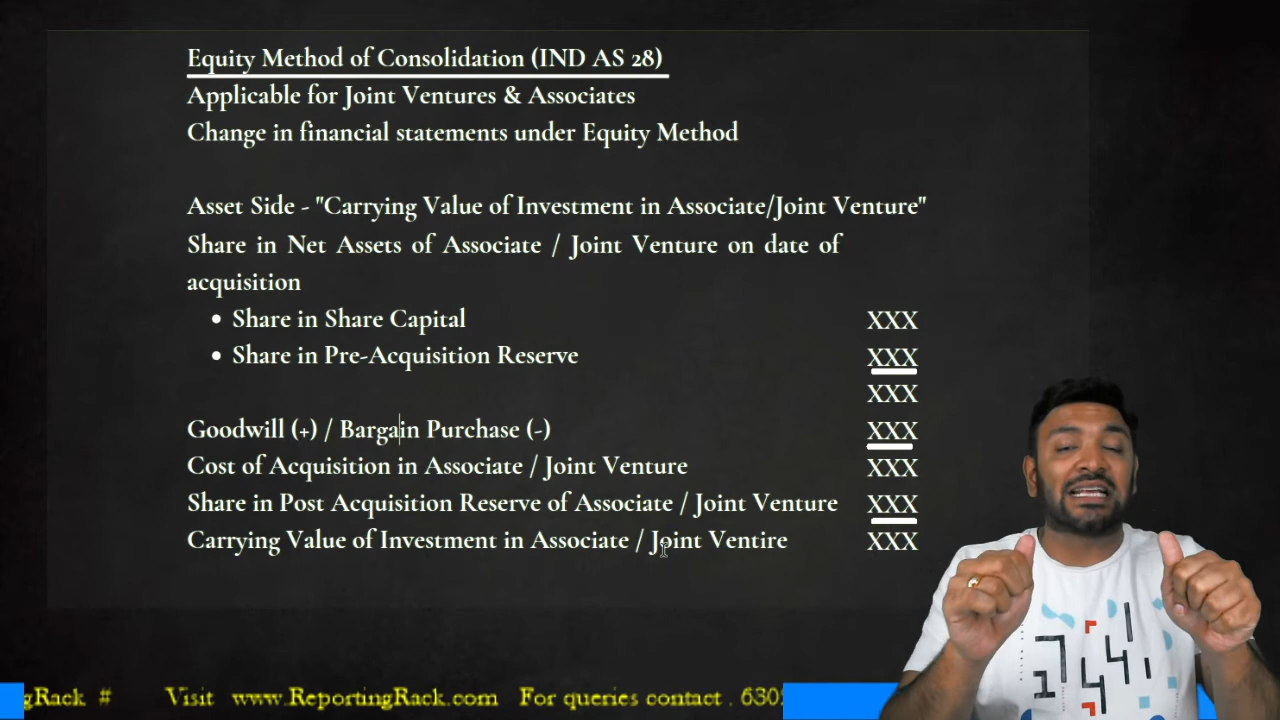 Equity Method of Consolidation (IND AS 28)
Applicable for Joint Ventures & Associates
Change in financial statements under Equity Method
Asset Side - "Carrying Value of Investment in Associate/Joint Venture"
Share in Net Assets of Associate / Joint Venture on date of
acquisition
• Share in Share Capital XXX
• Share in Pre-Acquisition Reserve XXX
XXX
Goodwill (+) / Bargain Purchase (-) XXX
Cost of Acquisition in Associate / Joint Venture XXX
Share in Post Acquisition Reserve of Associate / Joint Venture XXX
Carrying Value of Investment in Associate / Joint Ventire XXX
gRack # Visit www.ReportingRack.com For queries contact . 630